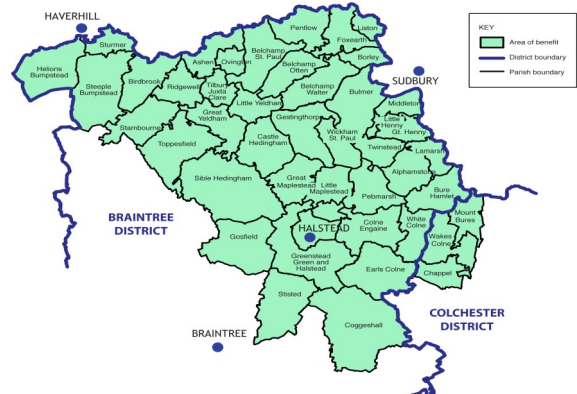 HAVERHILL
KEY
Area of benefit
District boundary
Parish boundary
Pentlow
Liston
Foxearth
Sturmer
Helions
Bumpstead
Steeple
Bumpstead
Birdbrook
Ashen
Ovington
Belchamp
St. Paul
Belchamp
Otten
Borley
SUDBURY
Ridgewell
Tilbury
Juxta
Clare
Belchamp
Walter
Bulmer
Middleton
Little Yeldham
Great
Yeldham
Gestingthorpe
Little
Henny
Gt. Henny
Stambourne
Toppesfield
Castle
Hedingham
Wickham
St. Paul
Twinstead
Lamarsh
Alphamstone
Sible Hedingham
Great
Maplestead
Little
Maplestead
Pebmarsh
Bure
Hamlet
BRAINTREE
DISTRICT
Gosfield
HALSTEAD
Colne
Engaine
White
Colne
Mount
Bures
Wakes
Colne
Greenstead
Green and
Halstead
Earls Colne
Chappel
Stisted
Coggeshall
COLCHESTER
DISTRICT
BRAINTREE